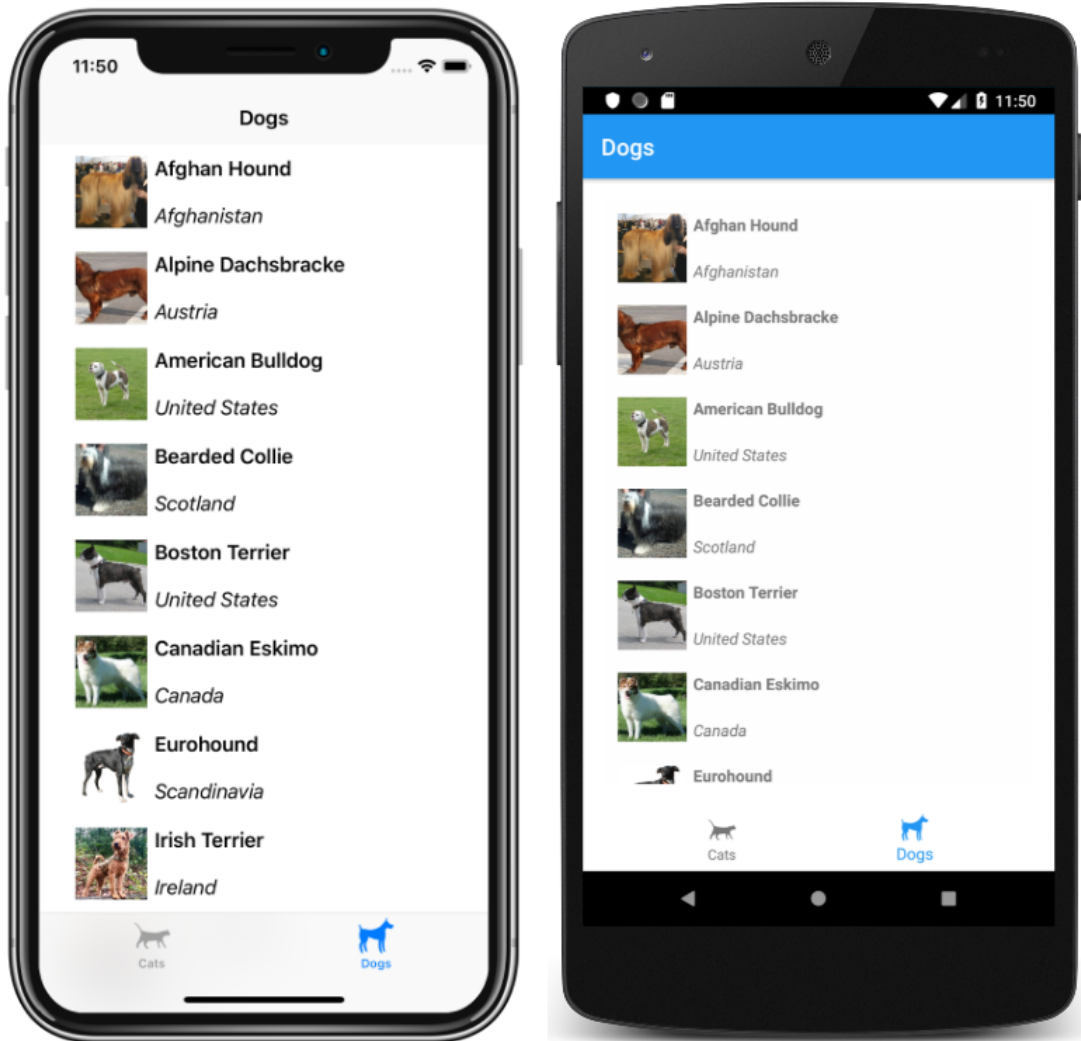 11:50
Dogs
Afghan Hound
Afghanistan
Alpine Dachsbracke
Austria
American Bulldog
United States
Bearded Collie
Scotland
Boston Terrier
United States
Canadian Eskimo
Canada
Eurohound
Scandinavia
Irish Terrier
Ireland
Cats
Dogs
11:50
Dogs
Afghan Hound
Afghanistan
Alpine Dachsbracke
Austria
American Bulldog
United States
Bearded Collie
Scotland
Boston Terrier
United States
Canadian Eskimo
Canada
Eurohound
Cats
Dogs